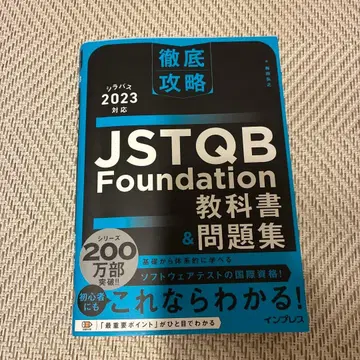 徹底
攻略
シラバス
2023
対応
JSTQB
Foundation
教科書
&問題集
シリーズ
200
万部
突破!!
基礎から体系的に学べる
ソフトウェアテストの国際資格!
初心者
にも
これならわかる!
「最重要ポイント」がひと目でわかる
インプレス